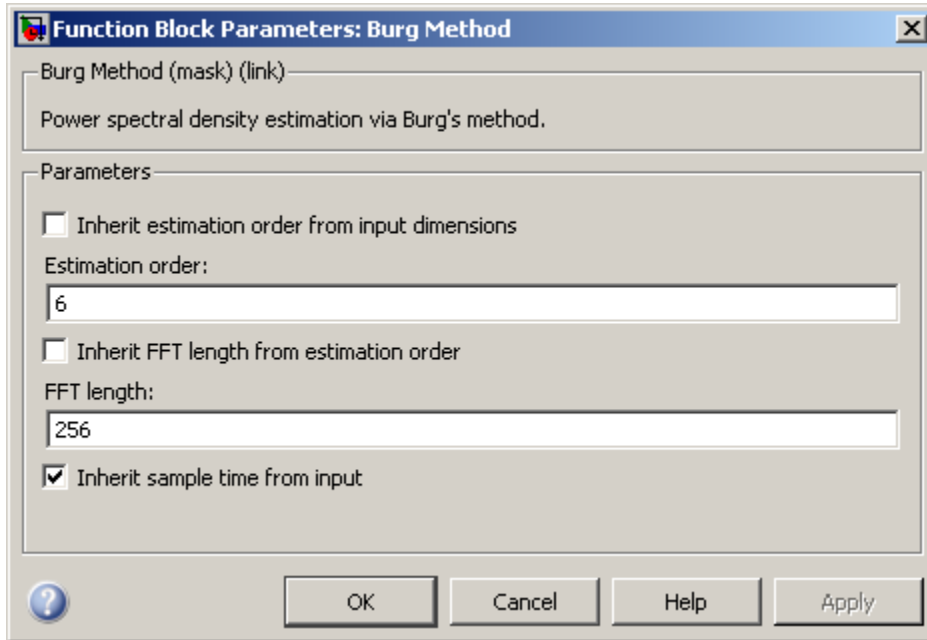 Function Block Parameters: Burg Method
Burg Method (mask) (link)
Power spectral density estimation via Burg's method.
Parameters
Inherit estimation order from input dimensions
Estimation order:
6
Inherit FFT length from estimation order
FFT length:
256
Inherit sample time from input
OK Cancel Help Apply